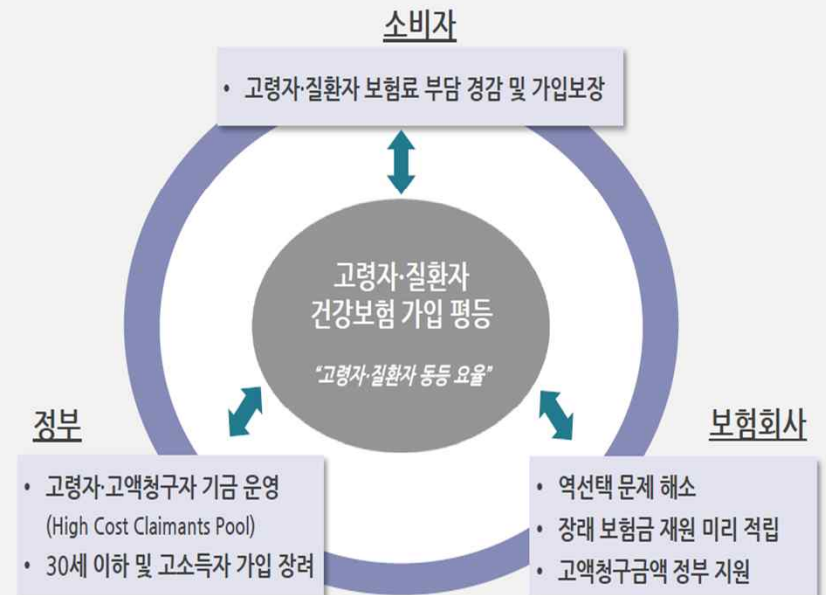 소비자
• 고령자·질환자 보험료 부담 경감 및 가입보장
고령자·질환자
건강보험 가입 평등
“고령자·질환자 동등 요율”
정부
• 고령자·고액청구자 기금 운영
(High Cost Claimants Pool)
• 30세 이하 및 고소득자 가입 장려
보험회사
• 역선택 문제 해소
• 장래 보험금 재원 미리 적립
• 고액청구금액 정부 지원